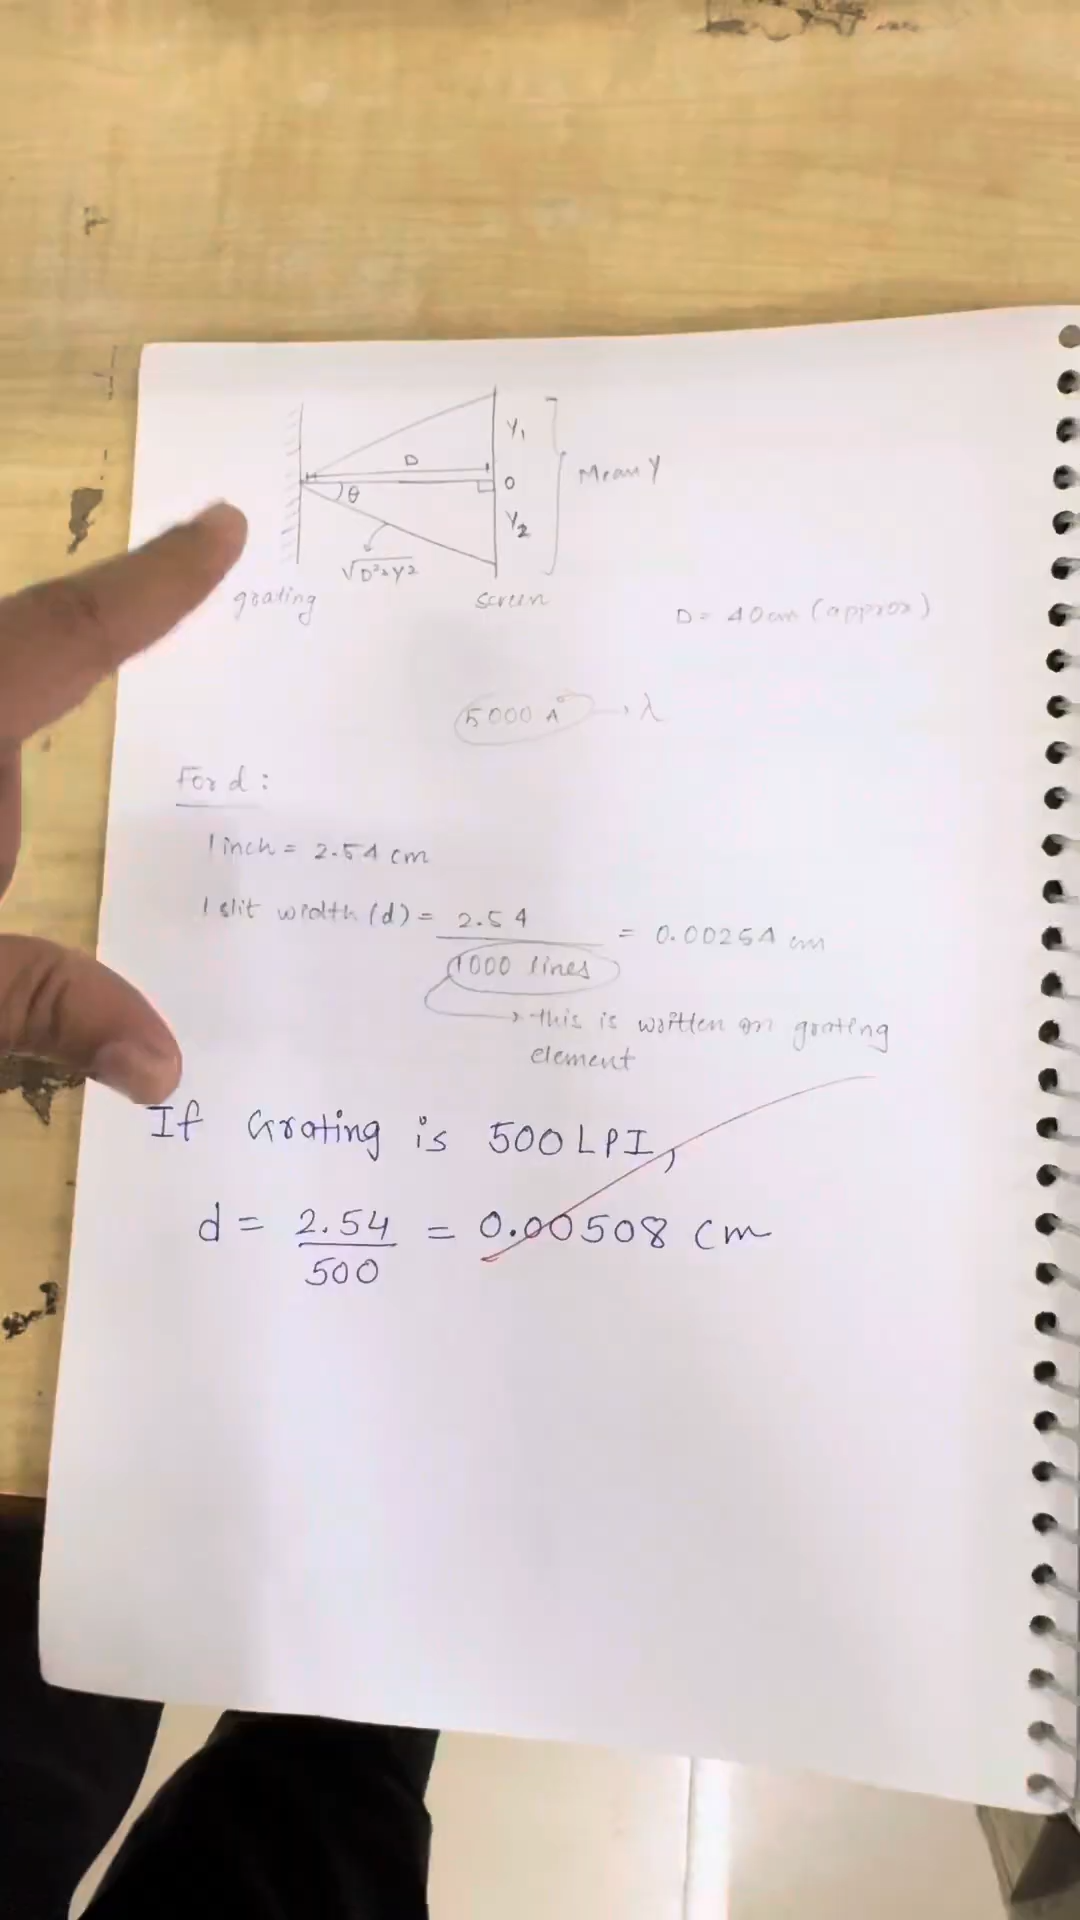 Y₁
D
O
Mean Y
θ
Y₂
√D²+Y²
grating
screen
D = 40cm (approx)
5000 A° → λ
For d :
1 inch = 2.54 cm
1 slit width (d) = 2.54 / 1000 lines = 0.00254 cm
→ this is written on grating
element
If Grating is 500 LPI,
d = 2.54 / 500 = 0.00508 cm